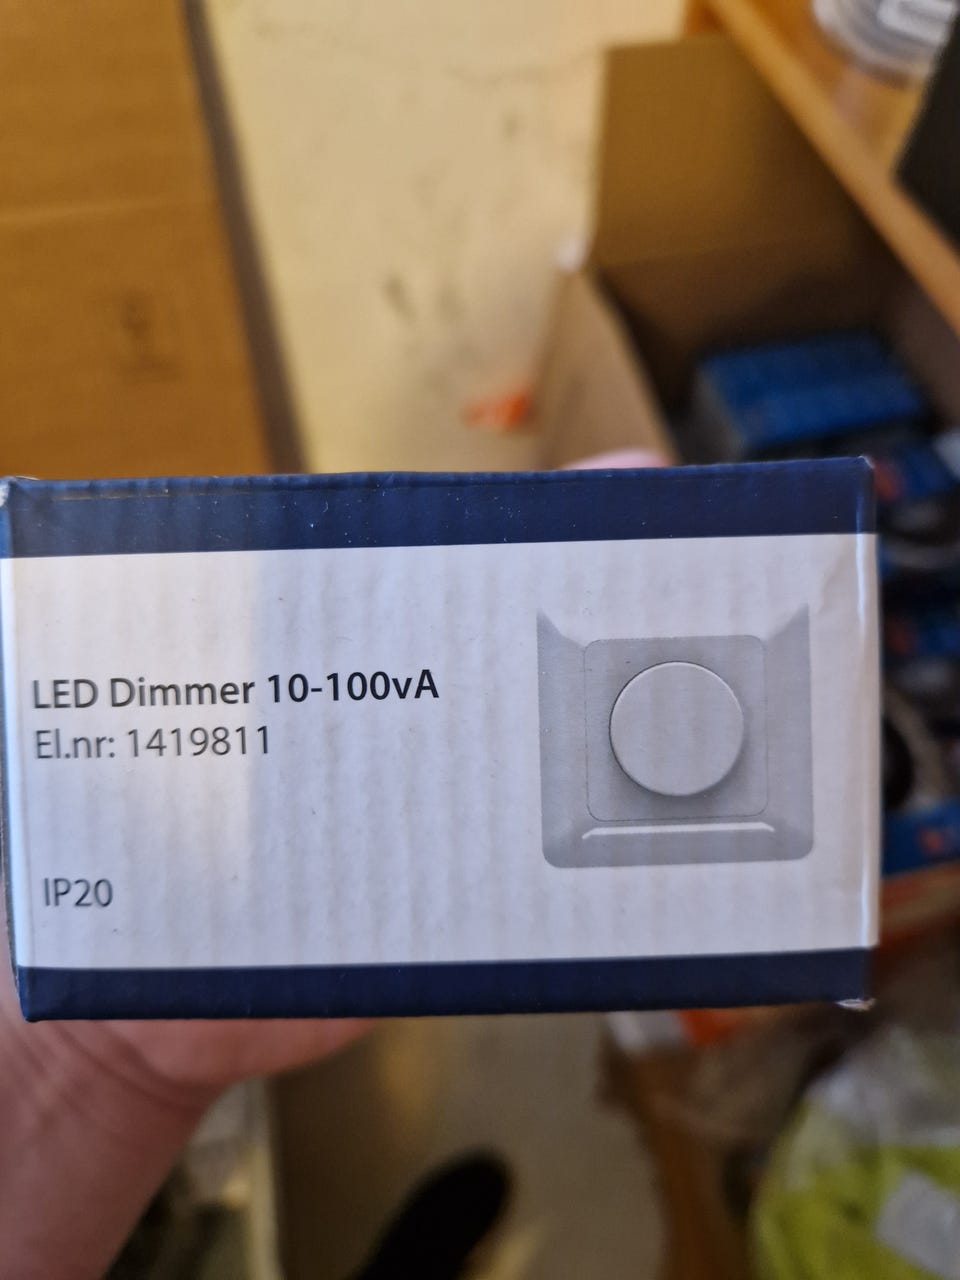 LED Dimmer 10-100vA
El.nr: 1419811
IP20